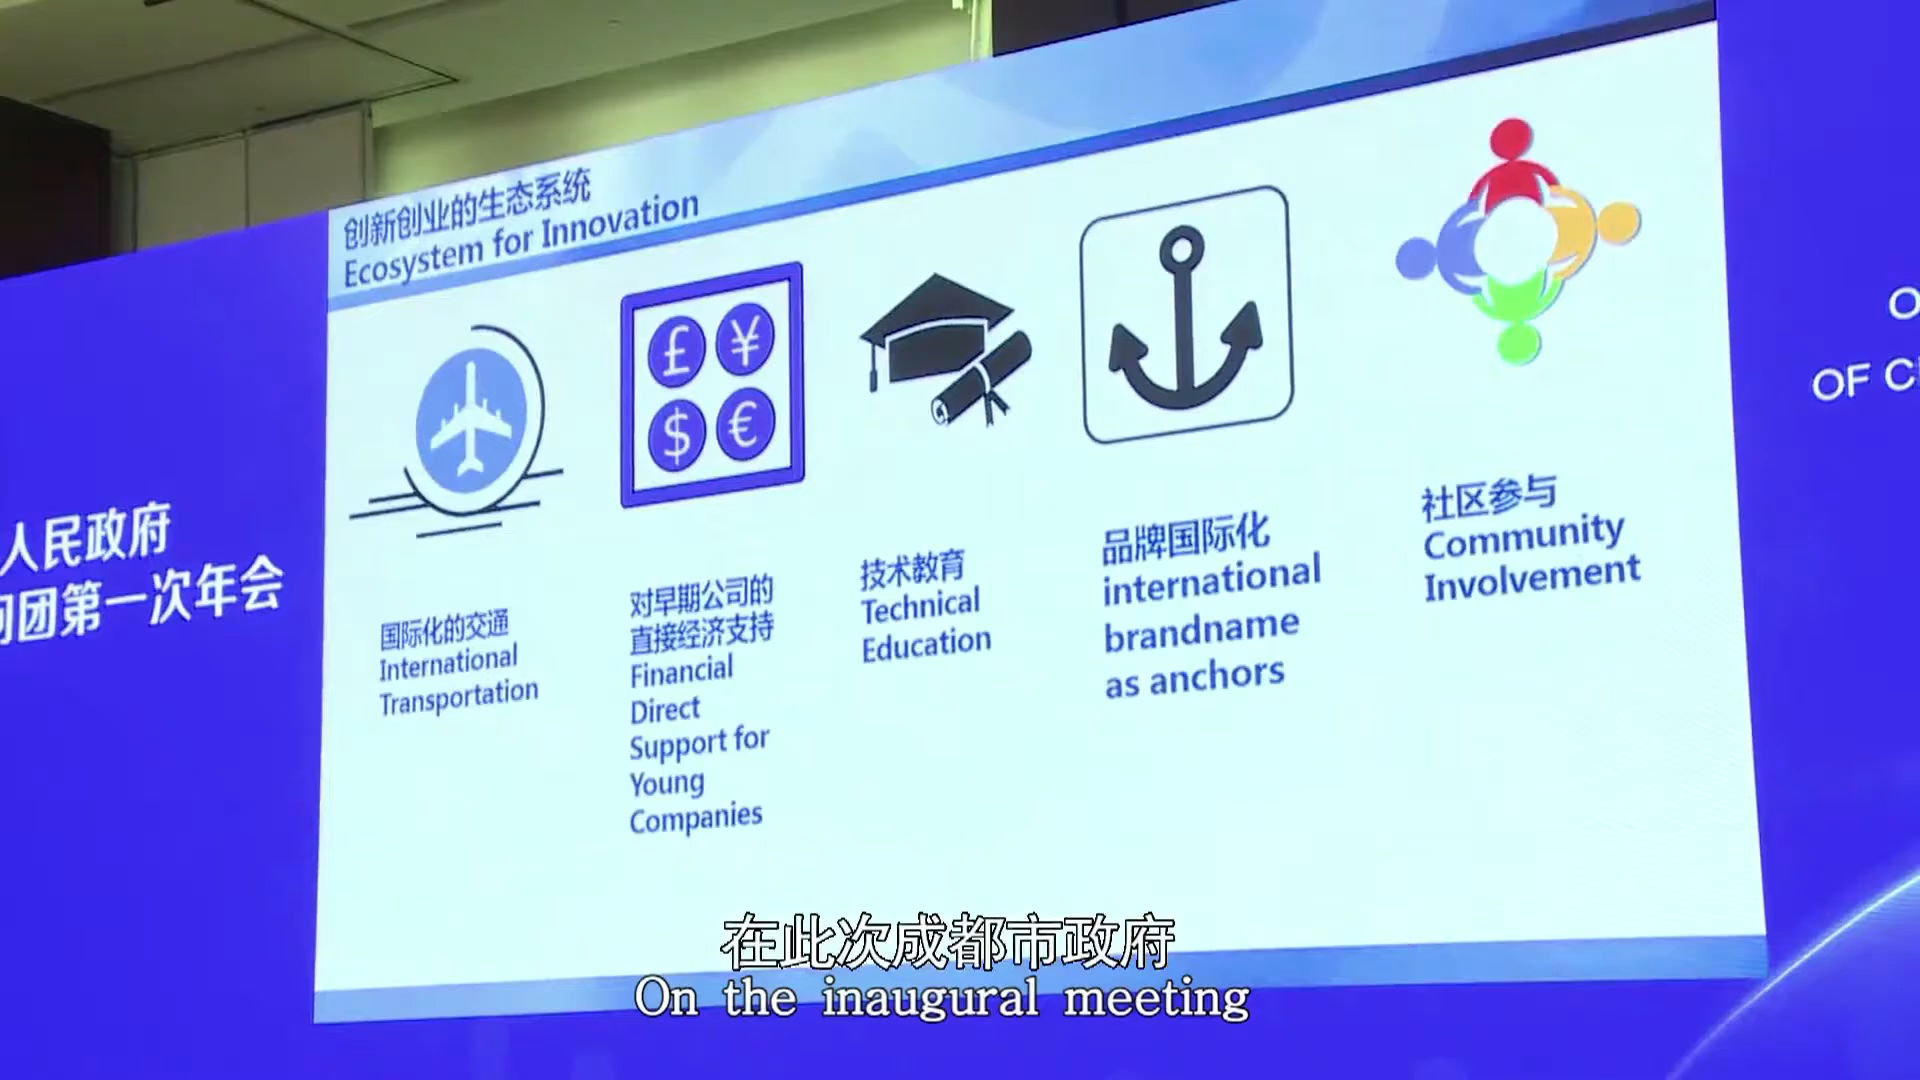 创新创业的生态系统
Ecosystem for Innovation
£ ¥
$ €
国际化的交通
International
Transportation
对早期公司的
直接经济支持
Financial
Direct
Support for
Young
Companies
技术教育
Technical
Education
品牌国际化
international
brandname
as anchors
社区参与
Community
Involvement
人民政府
团第一次年会
OF
在此次成都市政府
On the inaugural meeting